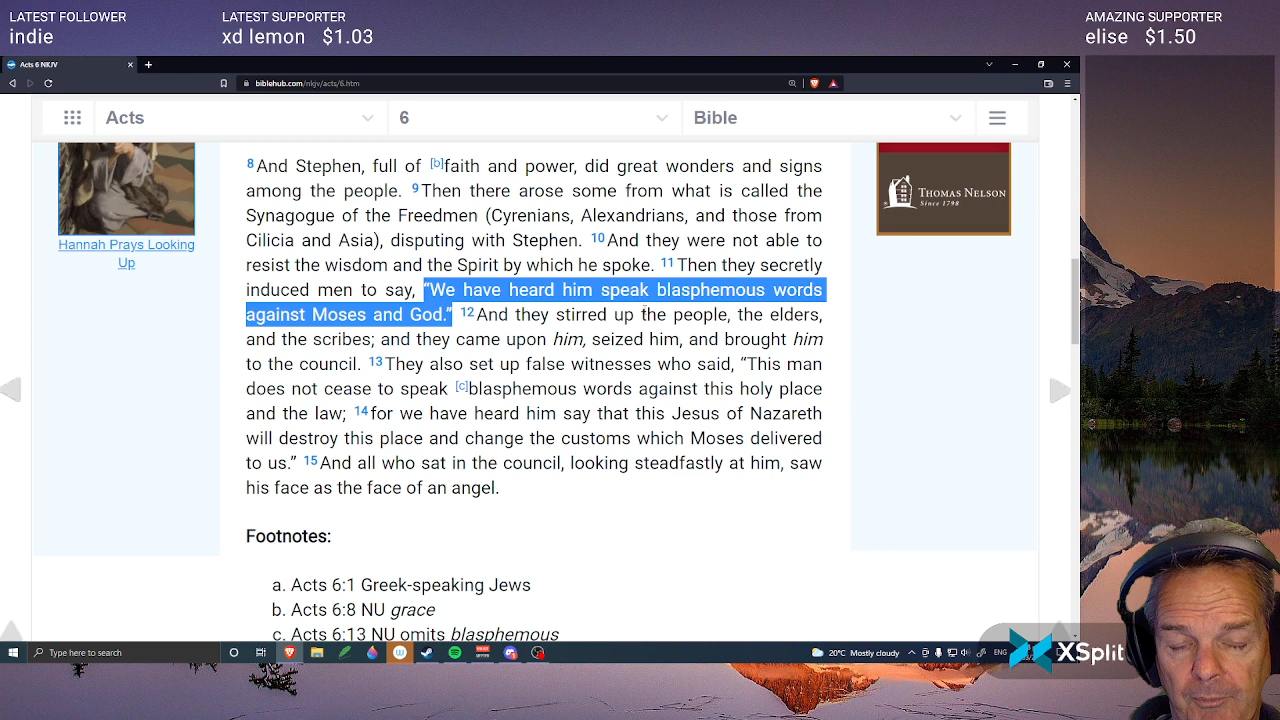 LATEST FOLLOWER
indie
LATEST SUPPORTER
xd lemon   $1.03
AMAZING SUPPORTER
elise   $1.50
Acts 6 NKJV
biblehub.com/nkjv/acts/6.htm
Acts
6
Bible
8 And Stephen, full of [b]faith and power, did great wonders and signs
among the people. 9 Then there arose some from what is called the
Synagogue of the Freedmen (Cyrenians, Alexandrians, and those from
Cilicia and Asia), disputing with Stephen. 10 And they were not able to
resist the wisdom and the Spirit by which he spoke. 11 Then they secretly
induced men to say, “We have heard him speak blasphemous words
against Moses and God.” 12 And they stirred up the people, the elders,
and the scribes; and they came upon him, seized him, and brought him
to the council. 13 They also set up false witnesses who said, “This man
does not cease to speak [c]blasphemous words against this holy place
and the law; 14 for we have heard him say that this Jesus of Nazareth
will destroy this place and change the customs which Moses delivered
to us.” 15 And all who sat in the council, looking steadfastly at him, saw
his face as the face of an angel.
Footnotes:
a. Acts 6:1 Greek-speaking Jews
b. Acts 6:8 NU grace
c. Acts 6:13 NU omits blasphemous
Hannah Prays Looking
Up
THOMAS NELSON
Since 1798
Type here to search
20°C Mostly cloudy
ENG
XSplit